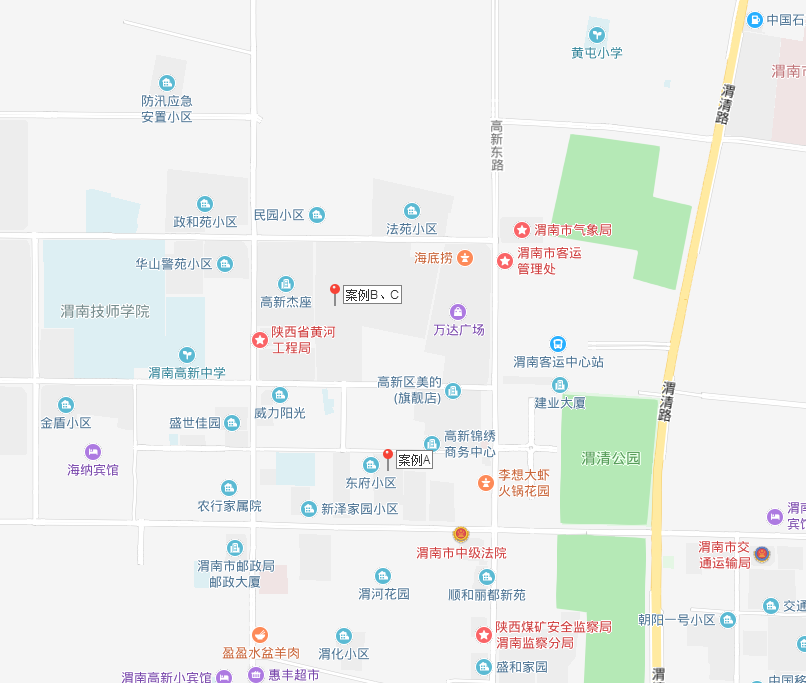 中国石
黄屯小学
渭南市
防汛应急
安置小区
渭清路
高新东路
政和苑小区
民园小区
法苑小区
渭南市气象局
海底捞
渭南市客运
管理处
华山警苑小区
高新杰座
案例B、C
渭南技师学院
万达广场
陕西省黄河
工程局
渭南客运中心站
渭南高新中学
高新区美的
(旗舰店)
建业大厦
渭清路
金盾小区
盛世佳园
威力阳光
高新锦绣
商务中心
渭清公园
海纳宾馆
案例A
东府小区
李想大虾
火锅花园
农行家属院
新泽家园小区
渭南
宾馆
渭南市中级法院
渭南市交
通运输局
渭南市邮政局
邮政大厦
渭河花园
顺和丽都新苑
交通
朝阳一号小区
陕西煤矿安全监察局
渭南监察分局
盈盈水盆羊肉
渭化小区
盛和家园
渭清
渭南高新小宾馆
惠丰超市
中国移